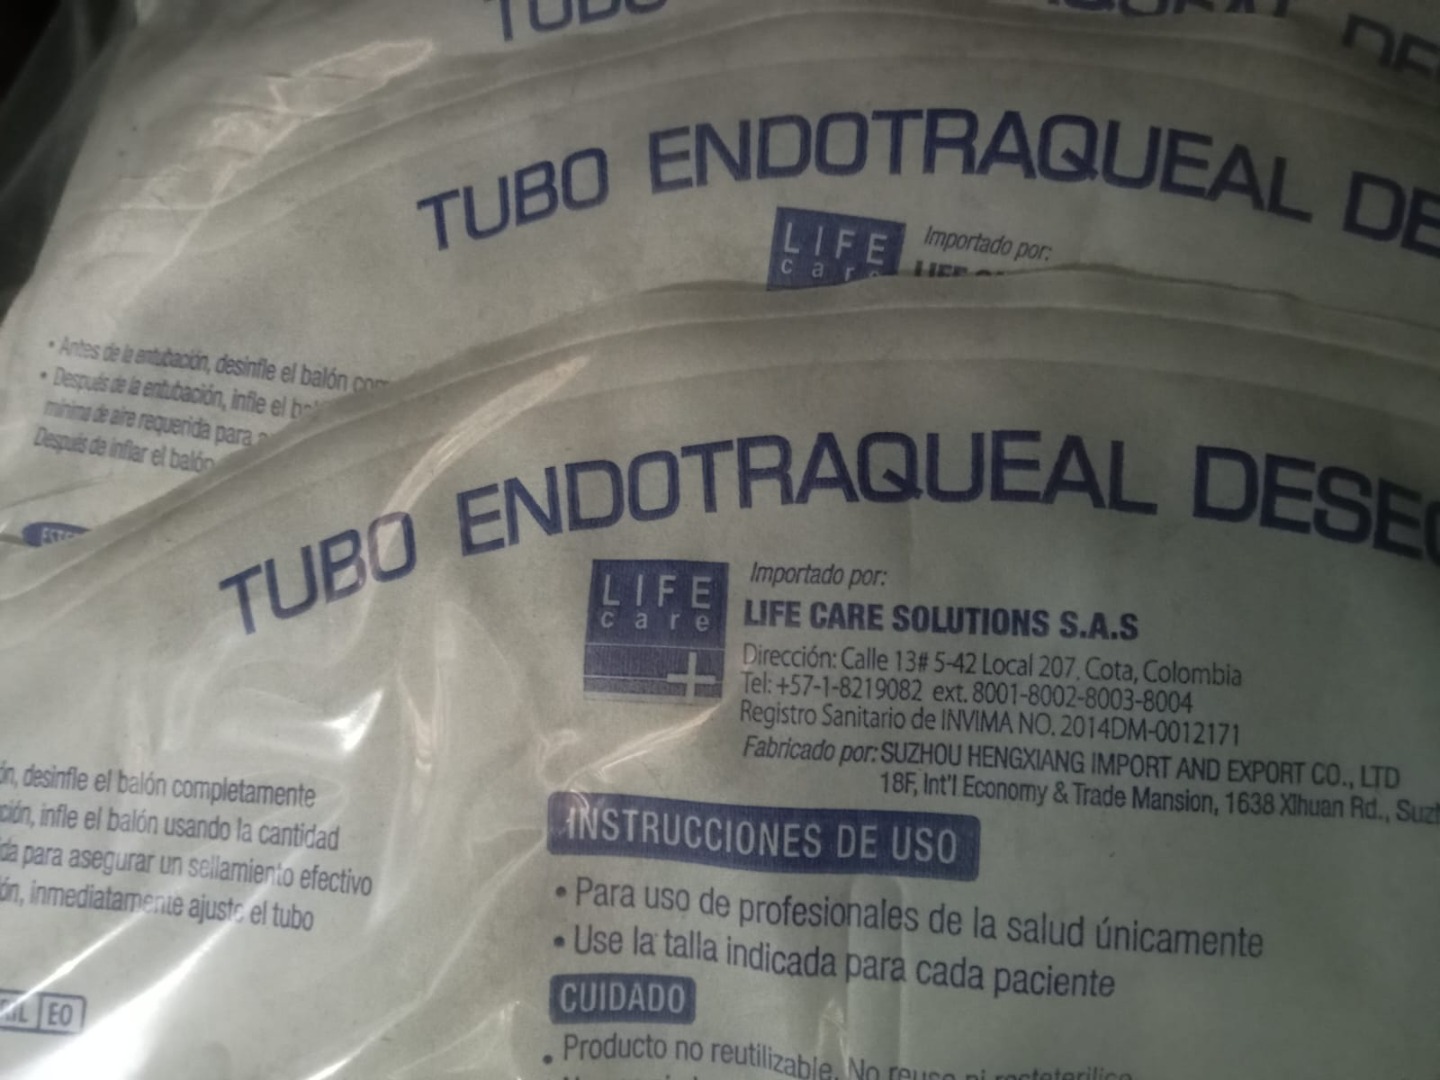 TUBO
TUBO ENDOTRAQUEAL DE
LIFE
care
Importado por:
• Antes de la entubación, desinfle el balón
• Después de la entubación, infle el
mínima de aire requerida para
Después de inflar el balón
TUBO ENDOTRAQUEAL DESEC
LIFE
care
Importado por:
LIFE CARE SOLUTIONS S.A.S
Dirección: Calle 13# 5-42 Local 207, Cota, Colombia
Tel: +57-1-8219082 ext. 8001-8002-8003-8004
Registro Sanitario de INVIMA NO. 2014DM-0012171
Fabricado por: SUZHOU HENGXIANG IMPORT AND EXPORT CO., LTD
18F, Int'l Economy & Trade Mansion, 1638 XIhuan Rd., Suz
desinfle el balón completamente
infle el balón usando la cantidad
para asegurar un sellamiento efectivo
inmediatamente ajuste el tubo
EO
INSTRUCCIONES DE USO
• Para uso de profesionales de la salud únicamente
• Use la talla indicada para cada paciente
CUIDADO
• Producto no reutilizable. No reuse ni